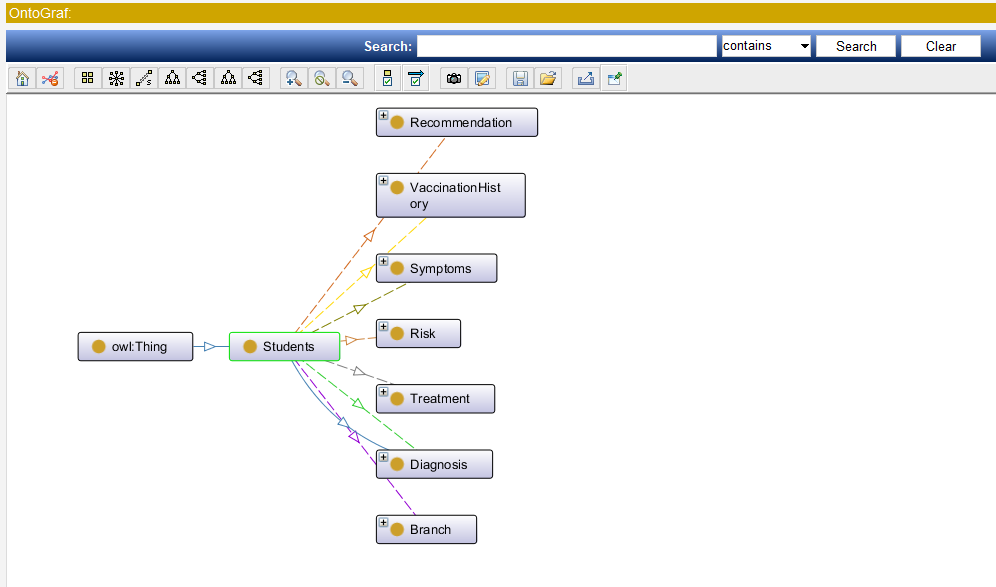 OntoGraf:
Search: contains Search Clear
Recommendation
VaccinationHist
ory
Symptoms
Risk
owl:Thing
Students
Treatment
Diagnosis
Branch